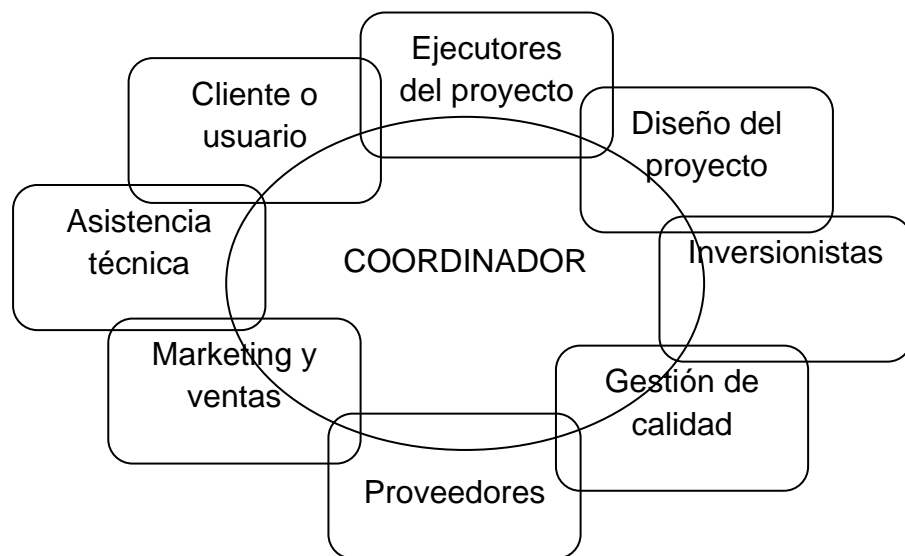 Ejecutores
del proyecto
Cliente o
usuario
Diseño del
proyecto
Asistencia
técnica
COORDINADOR
Inversionistas
Marketing y
ventas
Gestión de
calidad
Proveedores